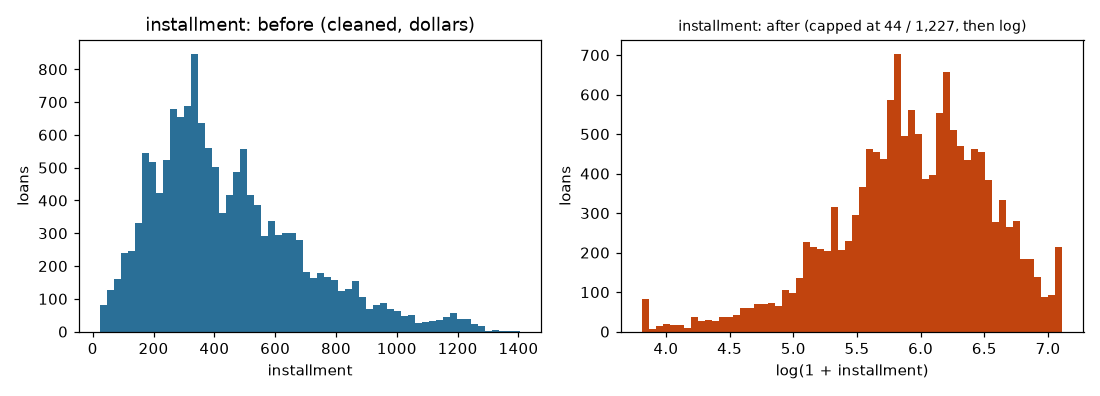 installment: before (cleaned, dollars)
loans
800
700
600
500
400
300
200
100
0
0 200 400 600 800 1000 1200 1400
installment
installment: after (capped at 44 / 1,227, then log)
loans
700
600
500
400
300
200
100
0
4.0 4.5 5.0 5.5 6.0 6.5 7.0
log(1 + installment)